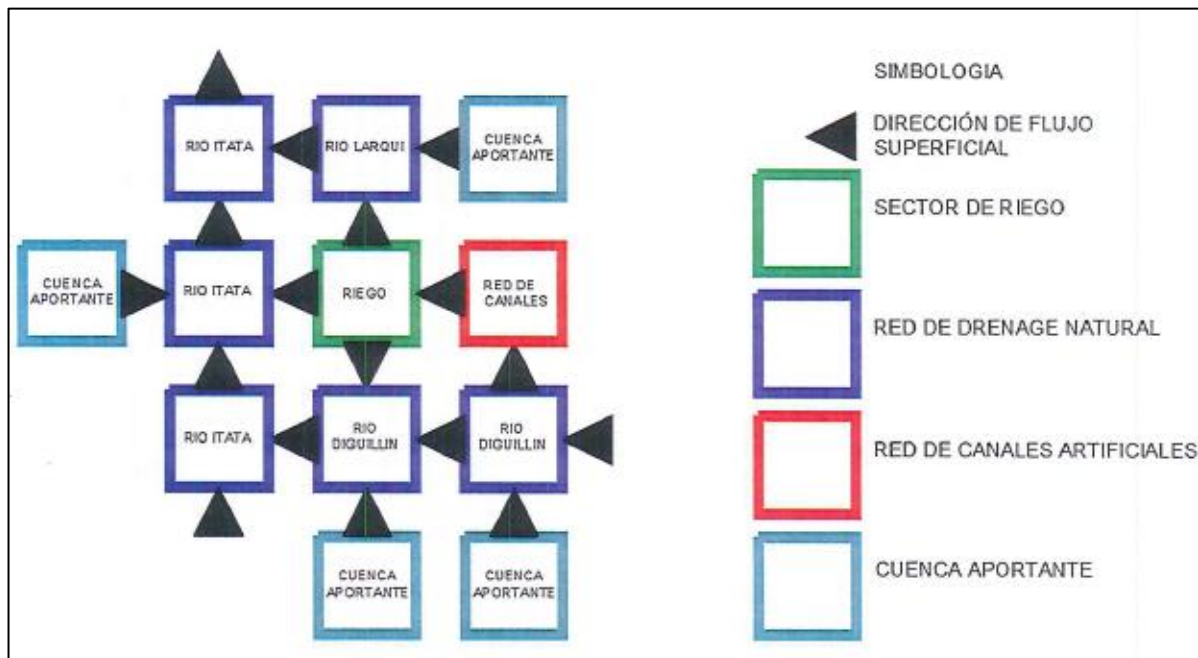 RIO ITATA
RIO LARQUI
CUENCA
APORTANTE
CUENCA
APORTANTE
RIO ITATA
RIEGO
RED DE
CANALES
RIO ITATA
RIO
DIGUILLIN
RIO
DIGUILLIN
CUENCA
APORTANTE
CUENCA
APORTANTE
SIMBOLOGIA
DIRECCIÓN DE FLUJO
SUPERFICIAL
SECTOR DE RIEGO
RED DE DRENAGE NATURAL
RED DE CANALES ARTIFICIALES
CUENCA APORTANTE